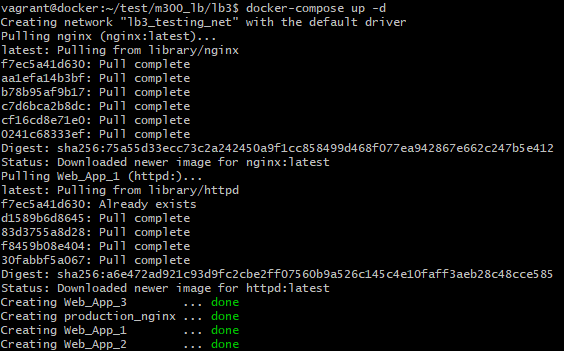 vagrant@docker:~/test/m300_lb/lb3$ docker-compose up -d
Creating network "lb3_testing_net" with the default driver
Pulling nginx (nginx:latest)...
latest: Pulling from library/nginx
f7ec5a41d630: Pull complete
aa1efa14b3bf: Pull complete
b78b95af9b17: Pull complete
c7d6bca2b8dc: Pull complete
cf16cd8e71e0: Pull complete
0241c68333ef: Pull complete
Digest: sha256:75a55d33ecc73c2a242450a9f1cc858499d468f077ea942867e662c247b5e412
Status: Downloaded newer image for nginx:latest
Pulling Web_App_1 (httpd:)...
latest: Pulling from library/httpd
f7ec5a41d630: Already exists
d1589b6d8645: Pull complete
83d3755a8d28: Pull complete
f8459b08e404: Pull complete
30fabbf5a067: Pull complete
Digest: sha256:a6e472ad921c93d9fc2cbe2ff07560b9a526c145c4e10faff3aeb28c48cce585
Status: Downloaded newer image for httpd:latest
Creating Web_App_3        ... done
Creating production_nginx ... done
Creating Web_App_1        ... done
Creating Web_App_2        ... done